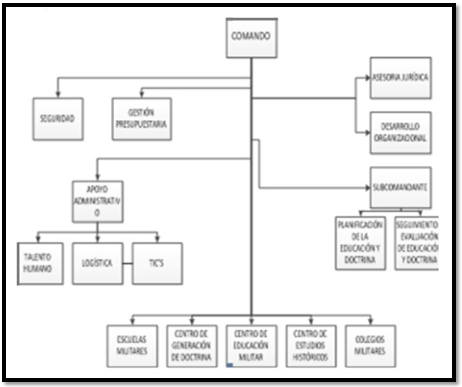 COMANDO
ASESORIA JURÍDICA
SEGURIDAD
GESTIÓN
PRESUPUESTARIA
DESARROLLO
ORGANIZACIONAL
APOYO
ADMINISTRATIV
O
SUBCOMANDANTE
PLANIFICACIÓN
DE LA
EDUCACIÓN Y
DOCTRINA
SEGUIMIENTO
EVALUACIÓN
DE EDUCACIÓN
Y DOCTRINA
TALENTO
HUMANO
LOGÍSTICA
TIC'S
ESCUELAS
MILITARES
CENTRO DE
GENERACIÓN
DE DOCTRINA
CENTRO DE
EDUCACIÓN
MILITAR
CENTRO DE
ESTUDIOS
HISTÓRICOS
COLEGIOS
MILITARES